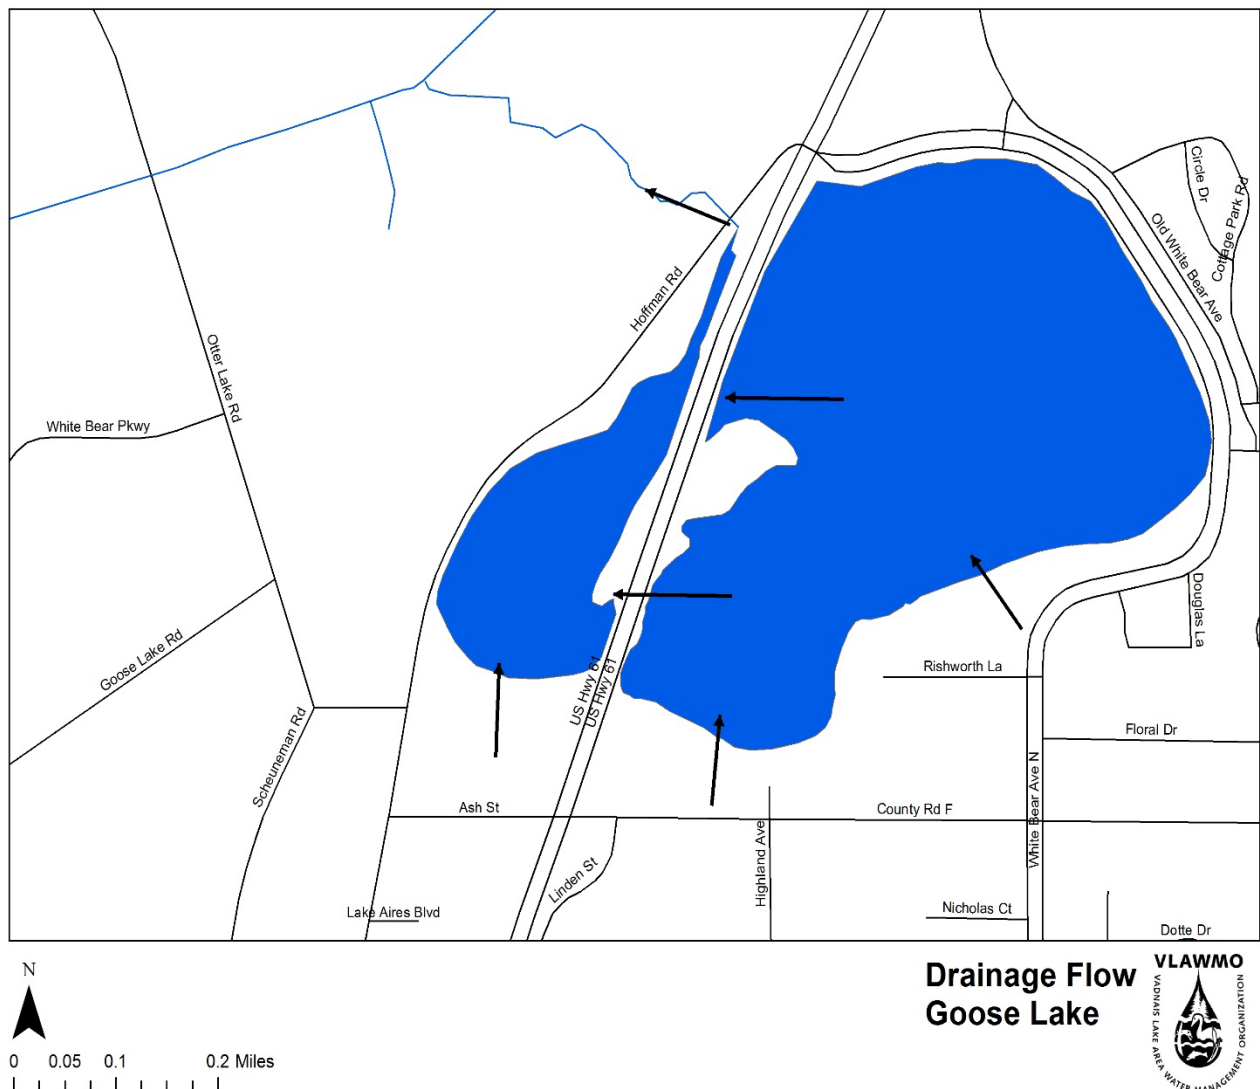 Circle Dr
Cottage Park Rd
Old White Bear Ave
Hoffman Rd
Otter Lake Rd
White Bear Pkwy
Goose Lake Rd
Douglas La
Rishworth La
US Hwy 61
US Hwy 61
Scheuneman Rd
Floral Dr
White Bear Ave N
Ash St
County Rd F
Highland Ave
Linden St
Lake Aires Blvd
Nicholas Ct
Dotte Dr
N
0 0.05 0.1 0.2 Miles
Drainage Flow
Goose Lake
VLAWMO
VADNAIS LAKE AREA WATER MANAGEMENT ORGANIZATION